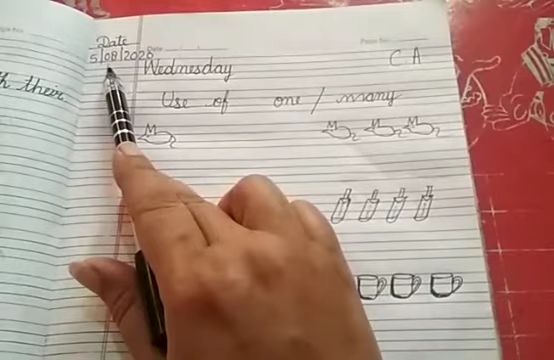 Date
5/08/2020
Wednesday
C A
Use of one / many
their